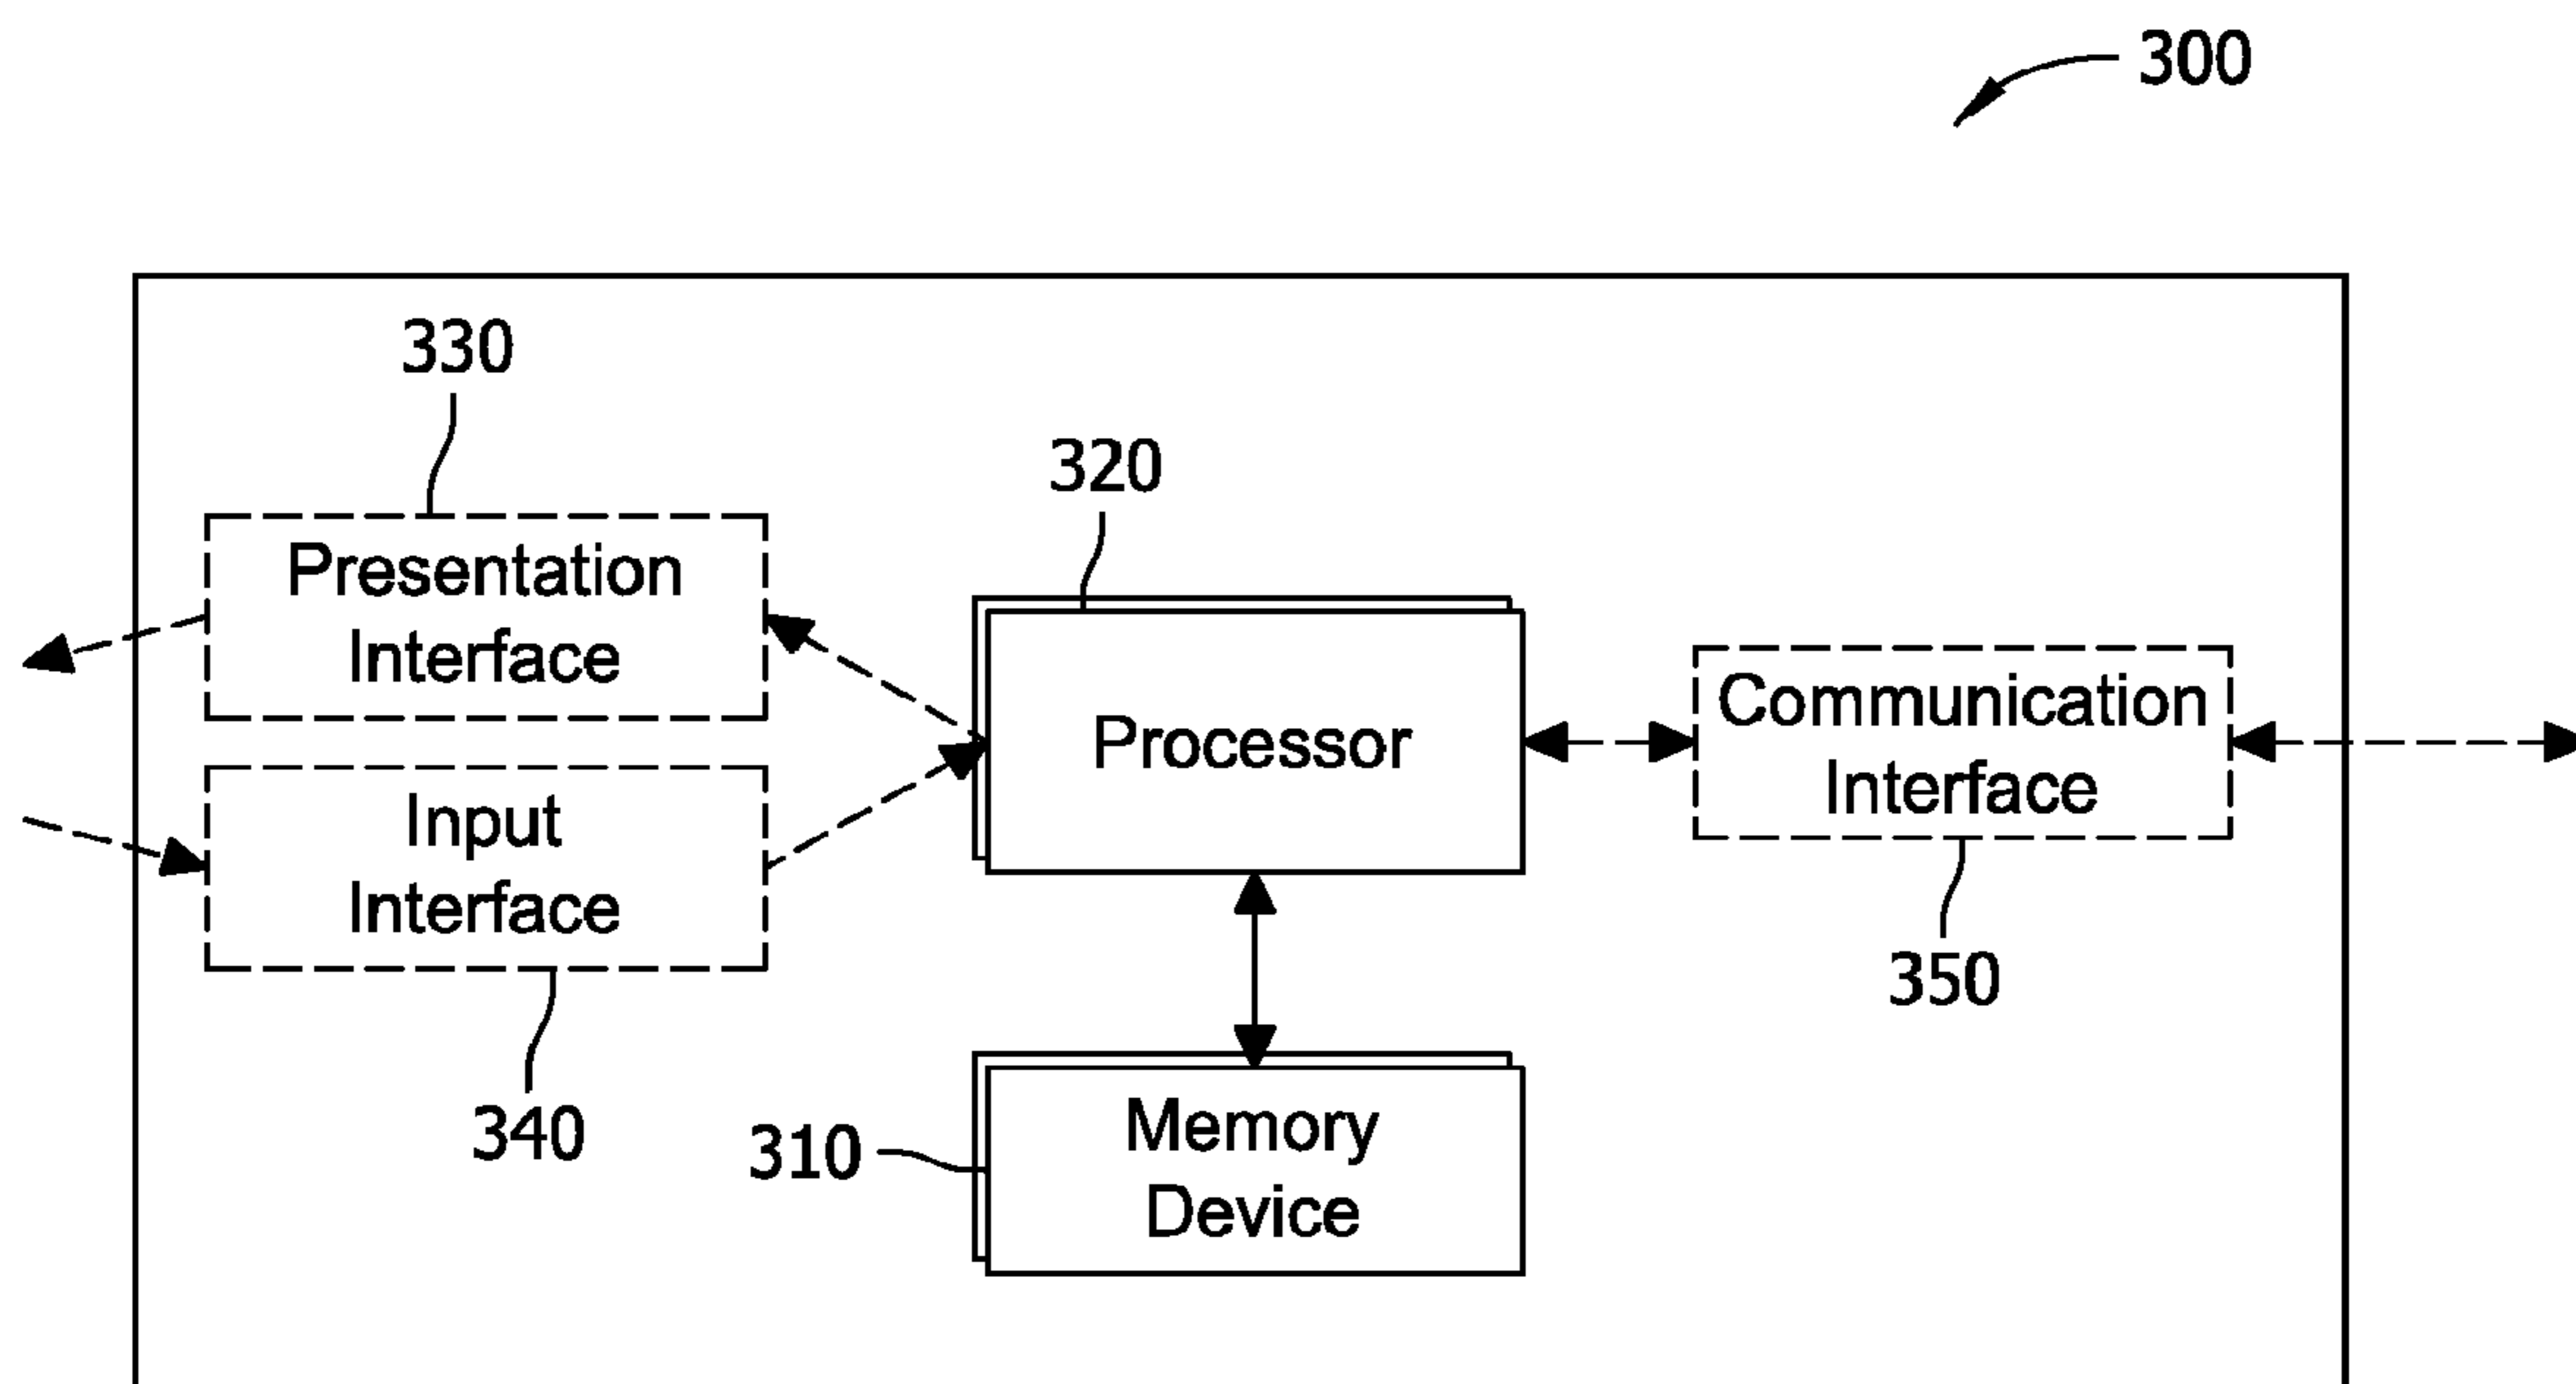 300
330
320
Presentation
Interface
Processor
Communication
Interface
Input
Interface
350
340
310
Memory
Device